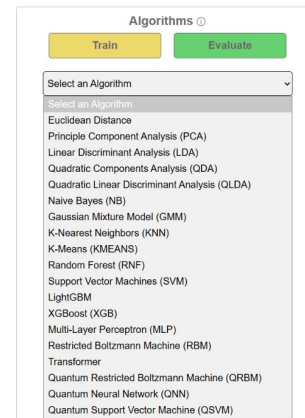 Algorithms ⓘ
Train
Evaluate
Select an Algorithm
Select an Algorithm
Euclidean Distance
Principle Component Analysis (PCA)
Linear Discriminant Analysis (LDA)
Quadratic Components Analysis (QDA)
Quadratic Linear Discriminant Analysis (QLDA)
Naive Bayes (NB)
Gaussian Mixture Model (GMM)
K-Nearest Neighbors (KNN)
K-Means (KMEANS)
Random Forest (RNF)
Support Vector Machines (SVM)
LightGBM
XGBoost (XGB)
Multi-Layer Perceptron (MLP)
Restricted Boltzmann Machine (RBM)
Transformer
Quantum Restricted Boltzmann Machine (QRBM)
Quantum Neural Network (QNN)
Quantum Support Vector Machine (QSVM)